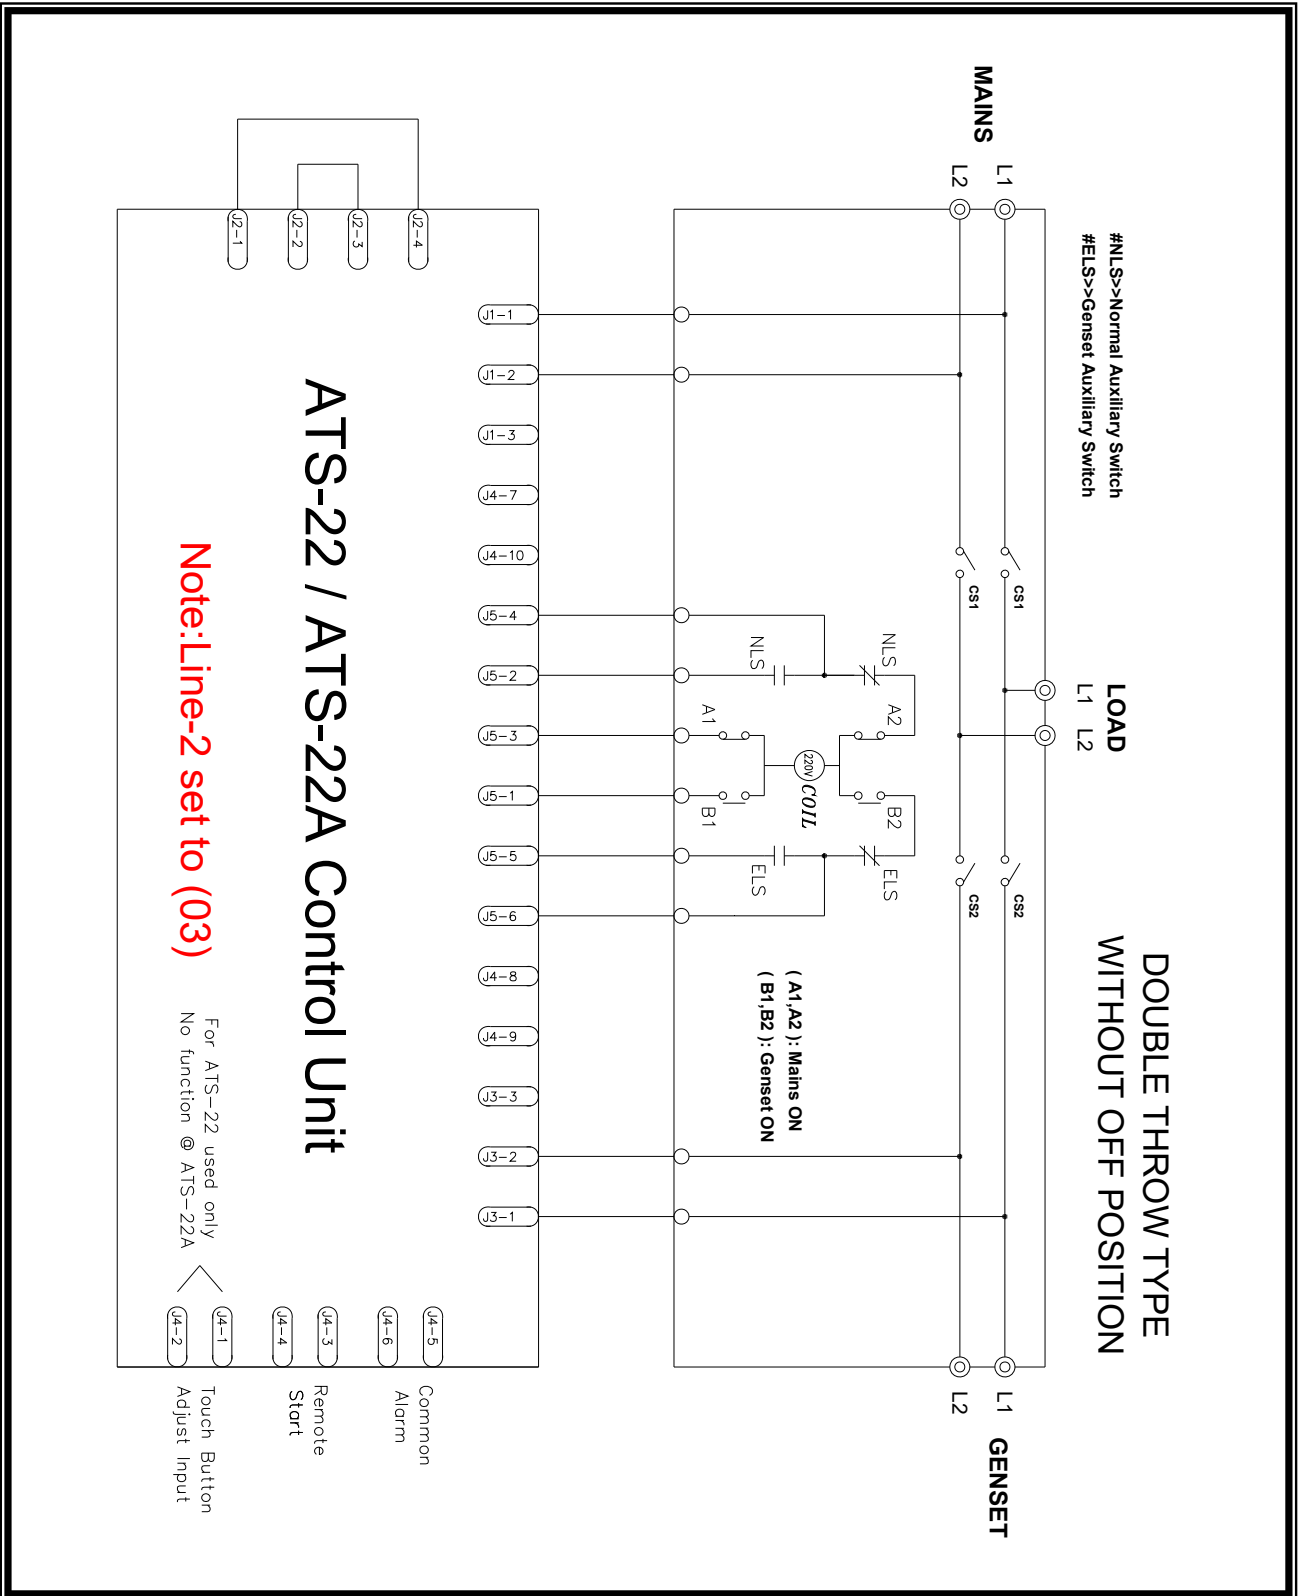 DOUBLE THROW TYPE
WITHOUT OFF POSITION
#NLS>>Normal Auxiliary Switch
#ELS>>Genset Auxiliary Switch
LOAD
L1
L2
MAINS
L1
L2
CS1
CS1
CS2
CS2
L1
L2
GENSET
NLS
A2
B2
ELS
220V
COIL
NLS
A1
B1
ELS
( A1,A2 ): Mains ON
( B1,B2 ): Genset ON
J1-1
J1-2
J1-3
J4-7
J4-10
J5-4
J5-2
J5-3
J5-1
J5-5
J5-6
J4-8
J4-9
J3-3
J3-2
J3-1
J2-4
J2-3
J2-2
J2-1
ATS-22 / ATS-22A Control Unit
Note:Line-2 set to (03)
For ATS-22 used only
No function @ ATS-22A
J4-5
J4-6
Common
Alarm
J4-3
J4-4
Remote
Start
J4-1
J4-2
Touch Button
Adjust Input